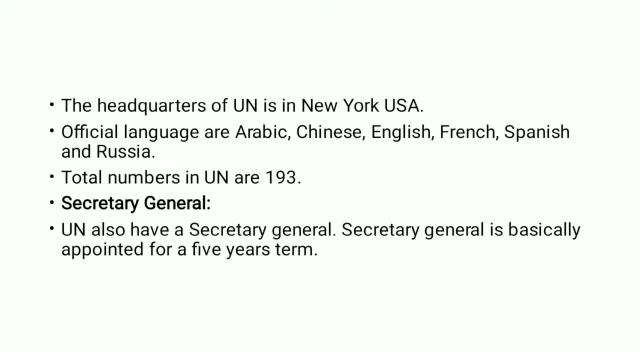 • The headquarters of UN is in New York USA.
• Official language are Arabic, Chinese, English, French, Spanish
and Russia.
• Total numbers in UN are 193.
• Secretary General:
• UN also have a Secretary general. Secretary general is basically
appointed for a five years term.